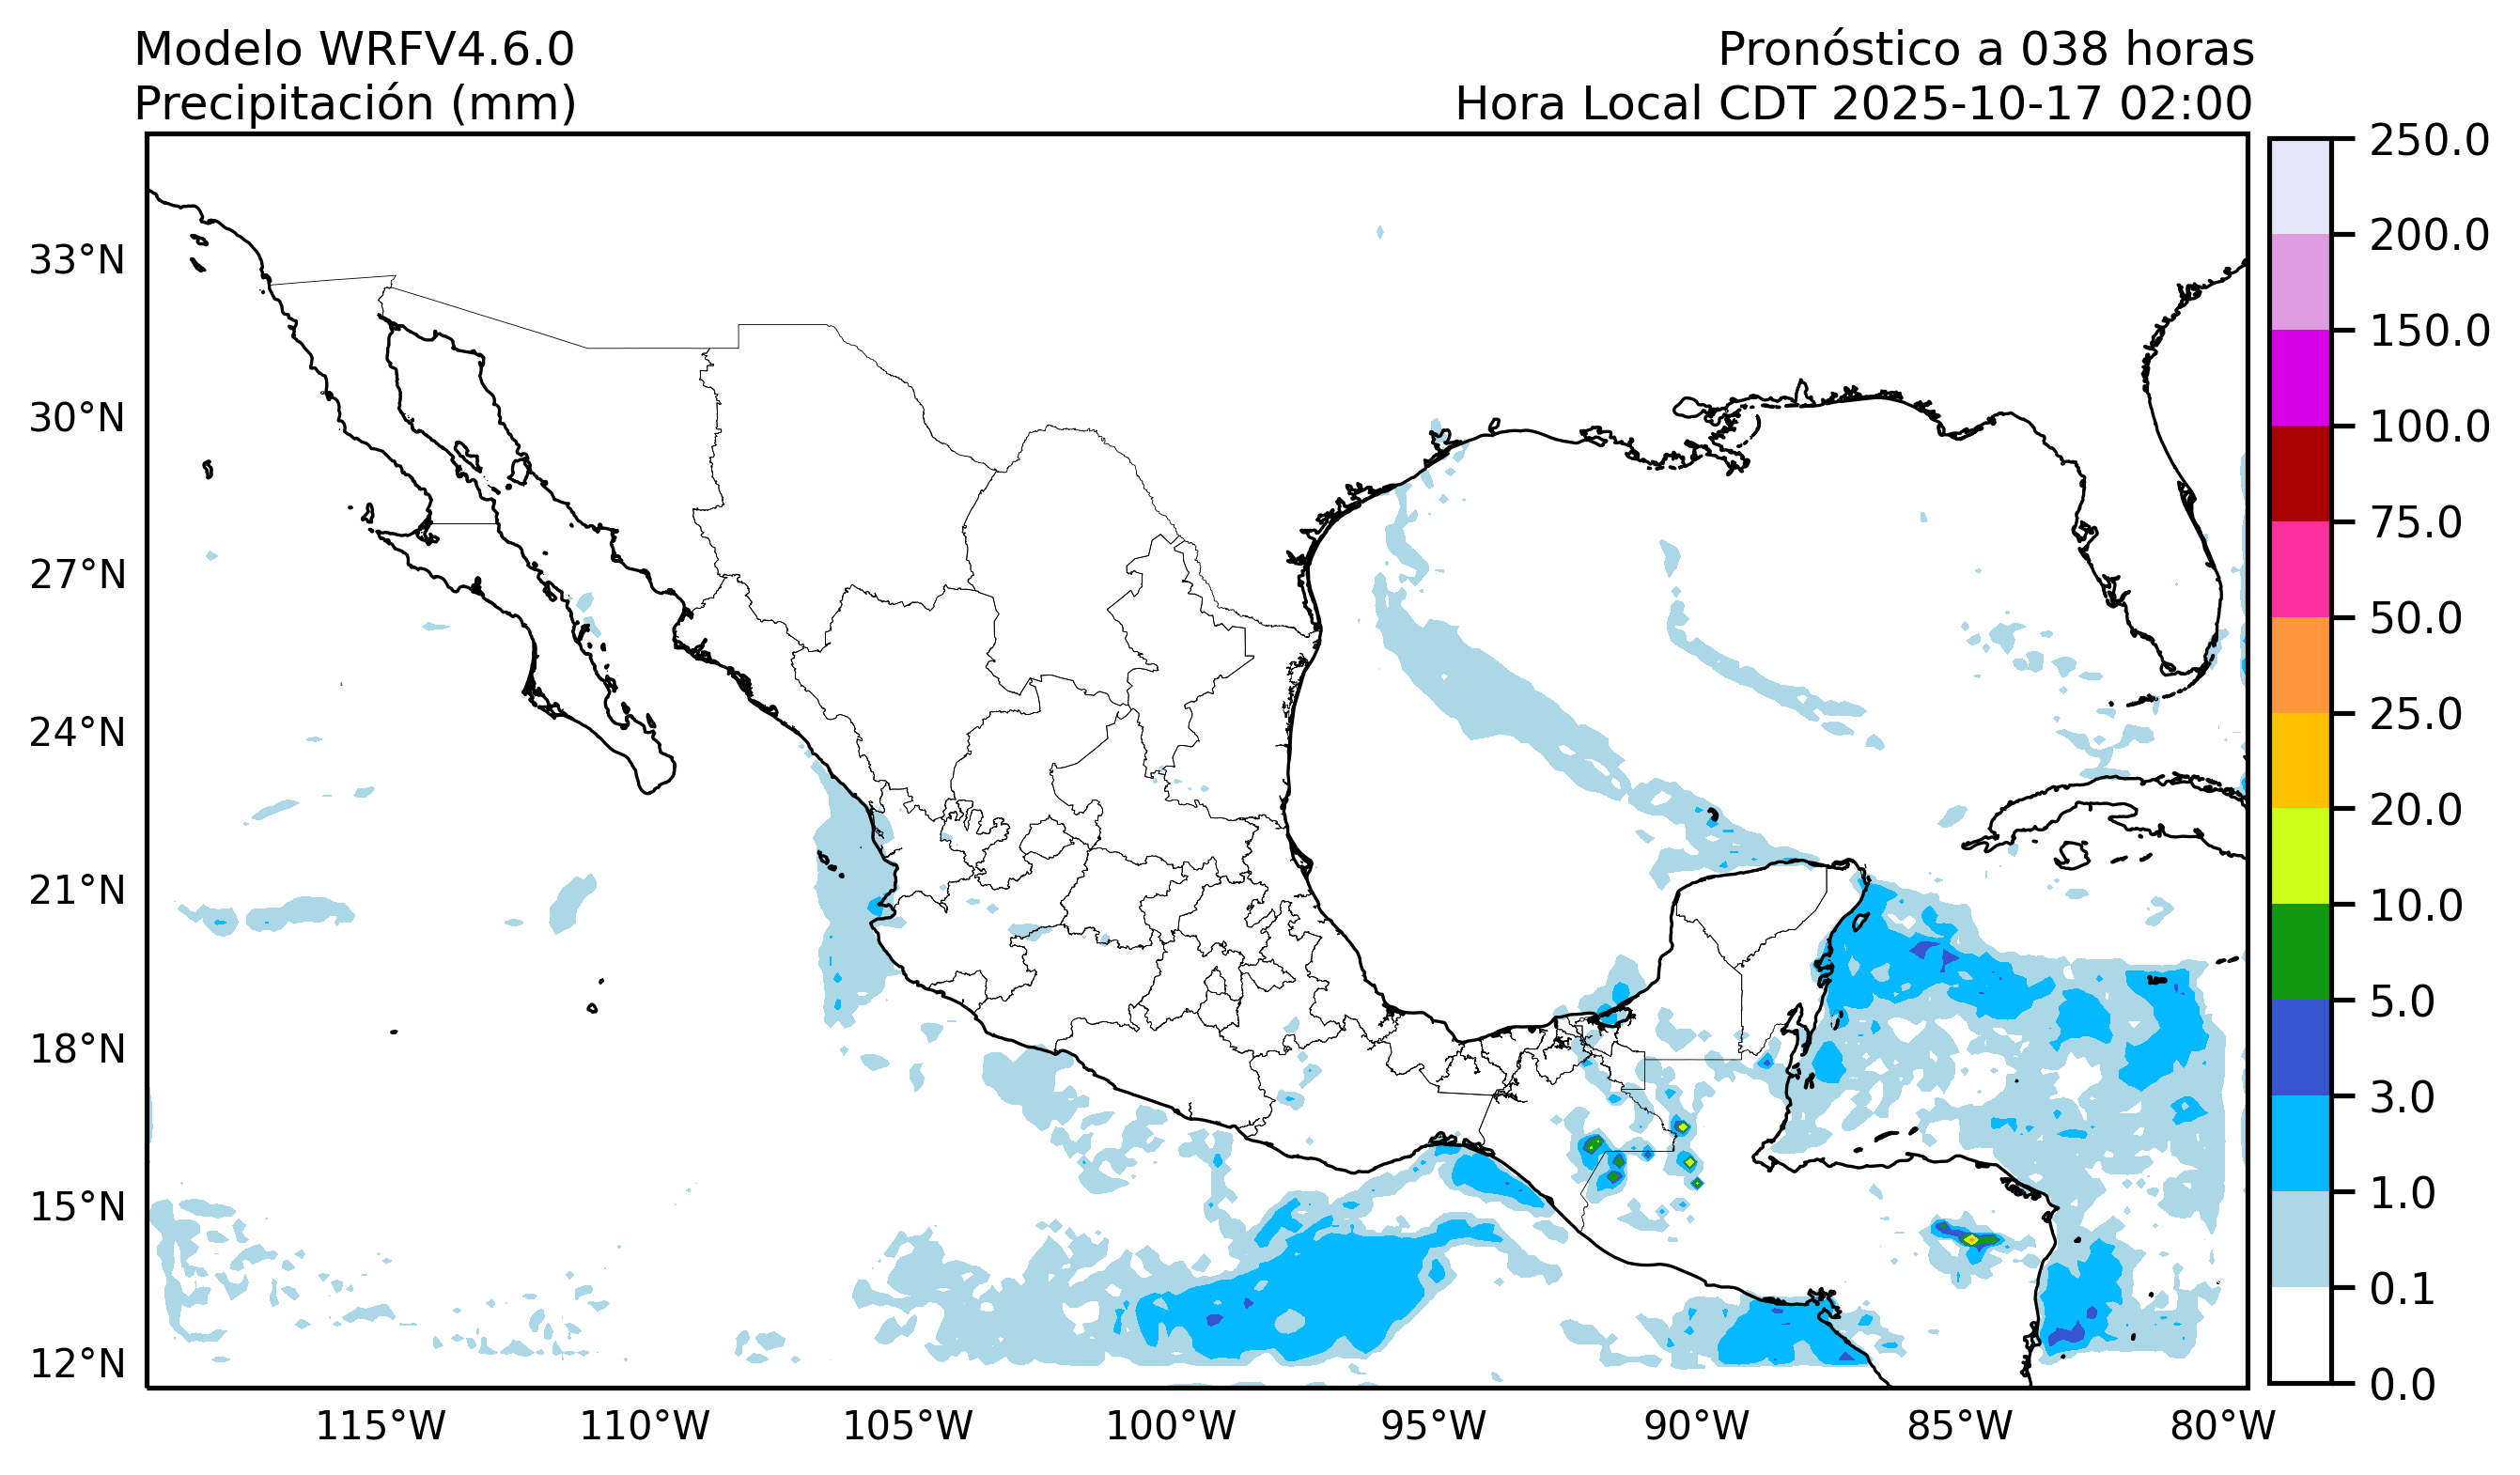 Modelo WRFV4.6.0
Precipitación (mm)
Pronóstico a 038 horas
Hora Local CDT 2025-10-17 02:00
33°N
30°N
27°N
24°N
21°N
18°N
15°N
12°N
115°W
110°W
105°W
100°W
95°W
90°W
85°W
80°W
250.0
200.0
150.0
100.0
75.0
50.0
25.0
20.0
10.0
5.0
3.0
1.0
0.1
0.0